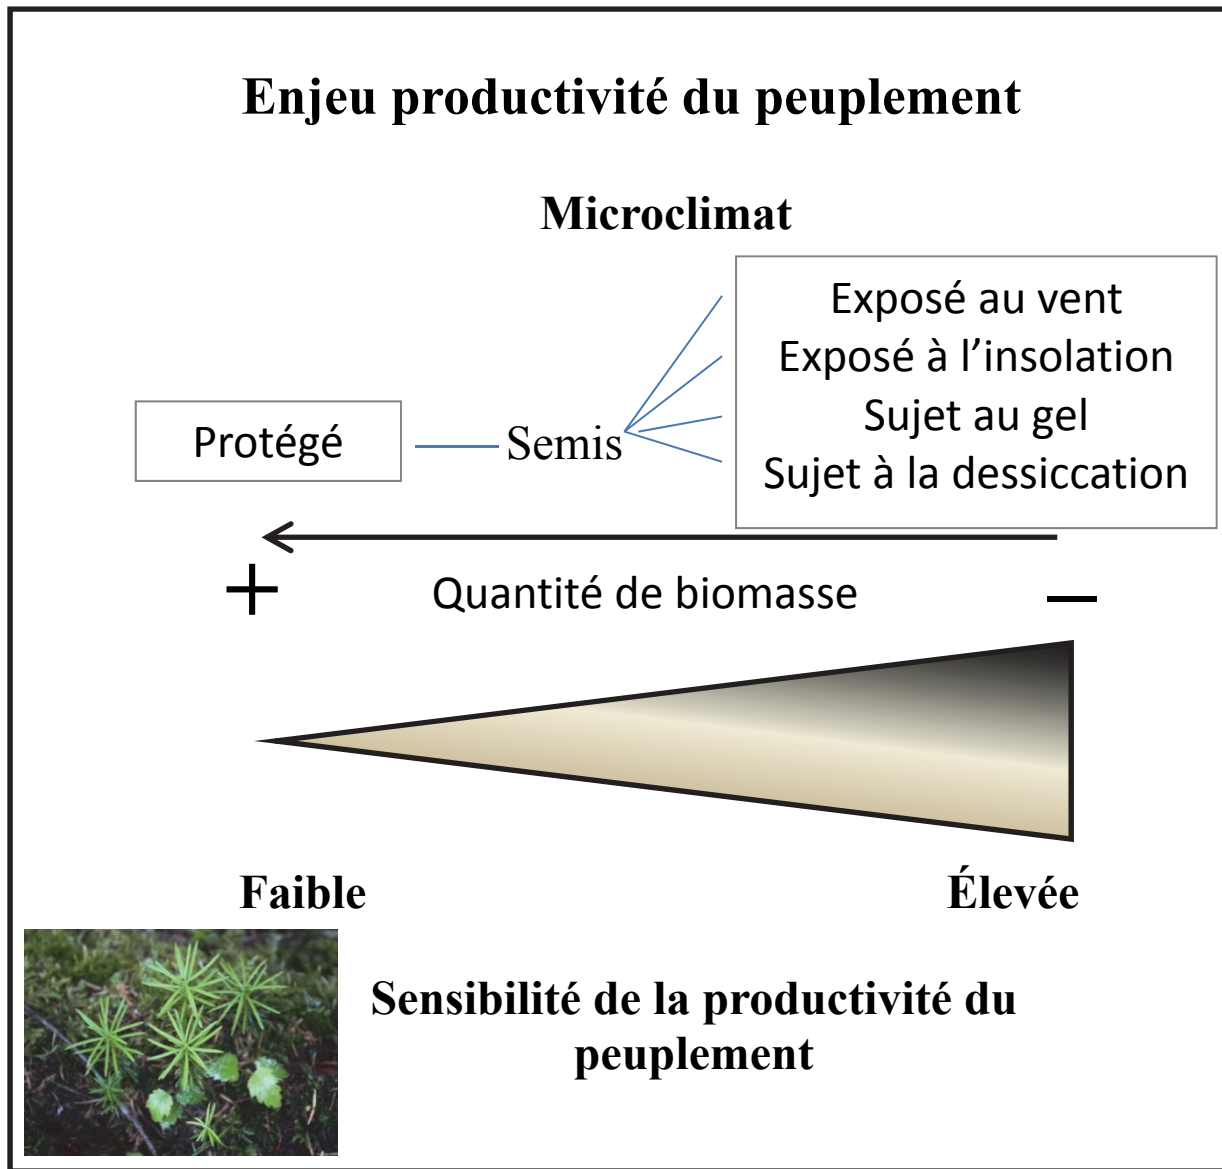 Enjeu productivité du peuplement
Microclimat
Exposé au vent
Exposé à l’insolation
Sujet au gel
Sujet à la dessiccation
Protégé
Semis
+
Quantité de biomasse
–
Faible
Élevée
Sensibilité de la productivité du
peuplement